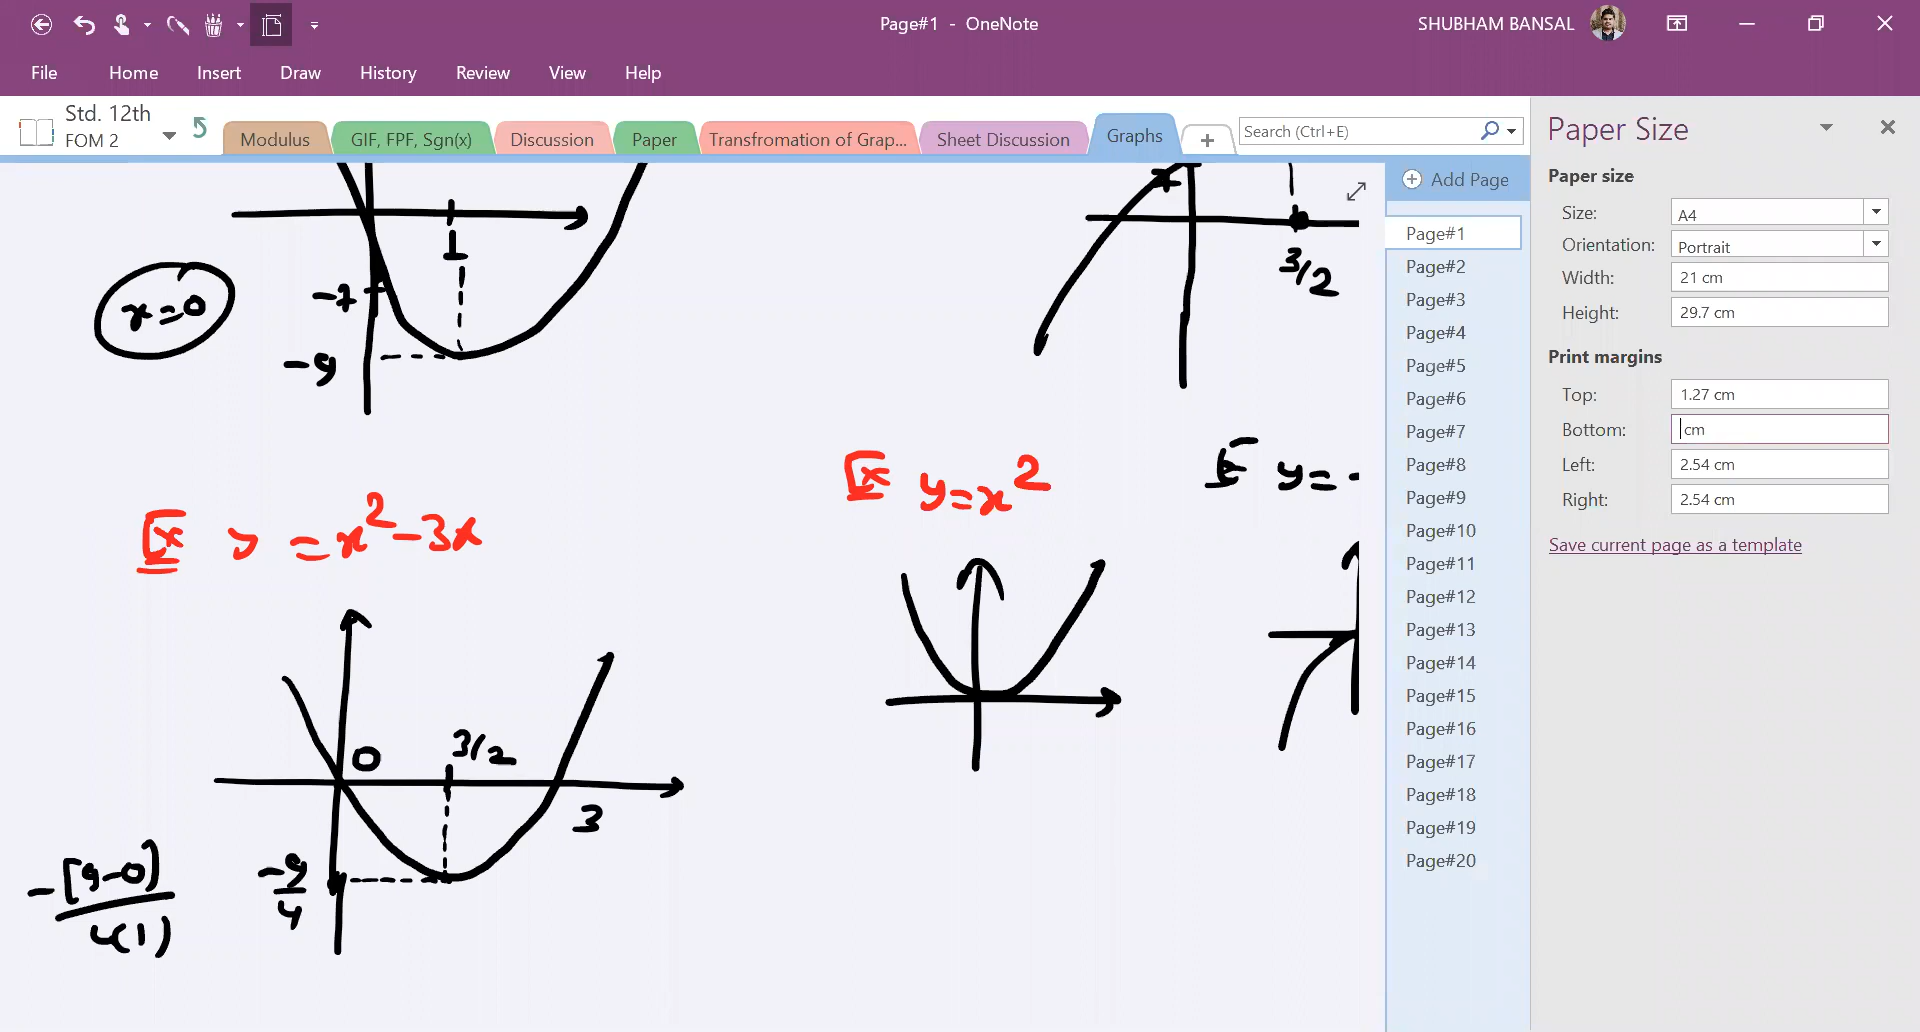 Page#1 - OneNote
SHUBHAM BANSAL
File Home Insert Draw History Review View Help
Std. 12th
FOM 2
Modulus
GIF, FPF, Sgn(x)
Discussion
Paper
Transfromation of Grap...
Sheet Discussion
Graphs
Search (Ctrl+E)
1
-7
-9
x=0
3/2
Ex y = x² - 3x
0
3/2
3
-9/4
-[9-0]/4(1)
Ex y=x²
E y=-
Add Page
Page#1
Page#2
Page#3
Page#4
Page#5
Page#6
Page#7
Page#8
Page#9
Page#10
Page#11
Page#12
Page#13
Page#14
Page#15
Page#16
Page#17
Page#18
Page#19
Page#20
Paper Size
Paper size
Size: A4
Orientation: Portrait
Width: 21 cm
Height: 29.7 cm
Print margins
Top: 1.27 cm
Bottom: cm
Left: 2.54 cm
Right: 2.54 cm
Save current page as a template